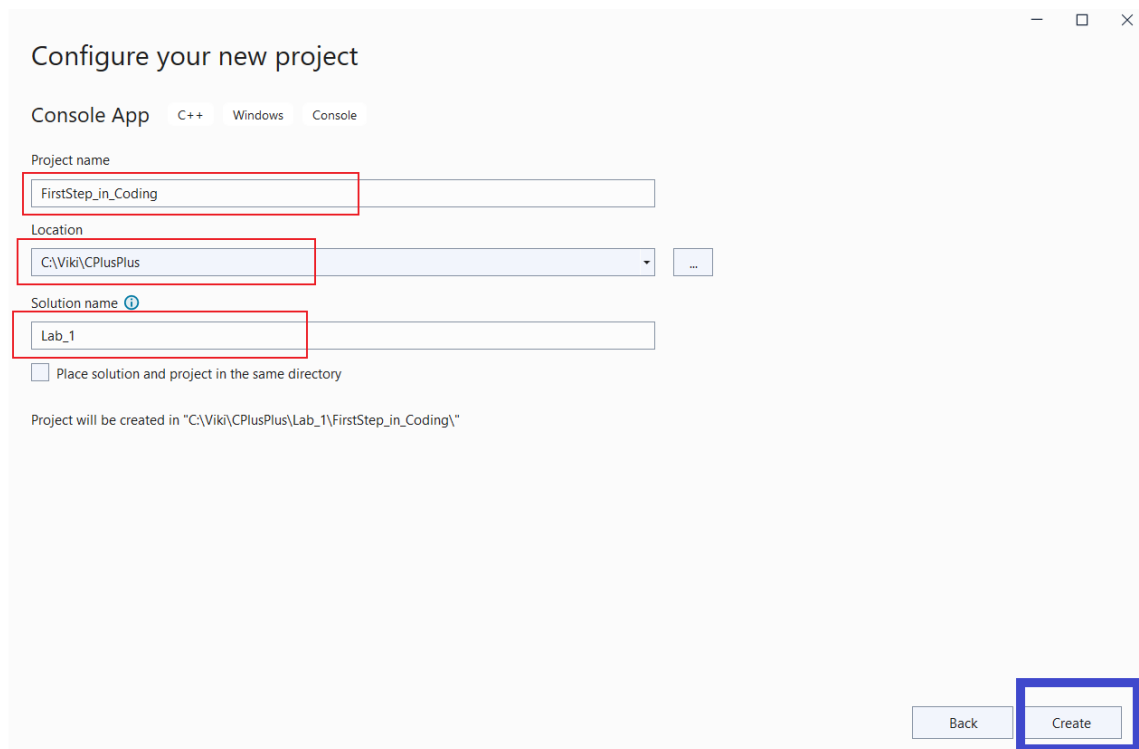 Configure your new project
Console App C++ Windows Console
Project name
FirstStep_in_Coding
Location
C:\Viki\CPlusPlus
...
Solution name
Lab_1
Place solution and project in the same directory
Project will be created in "C:\Viki\CPlusPlus\Lab_1\FirstStep_in_Coding\"
Back Create